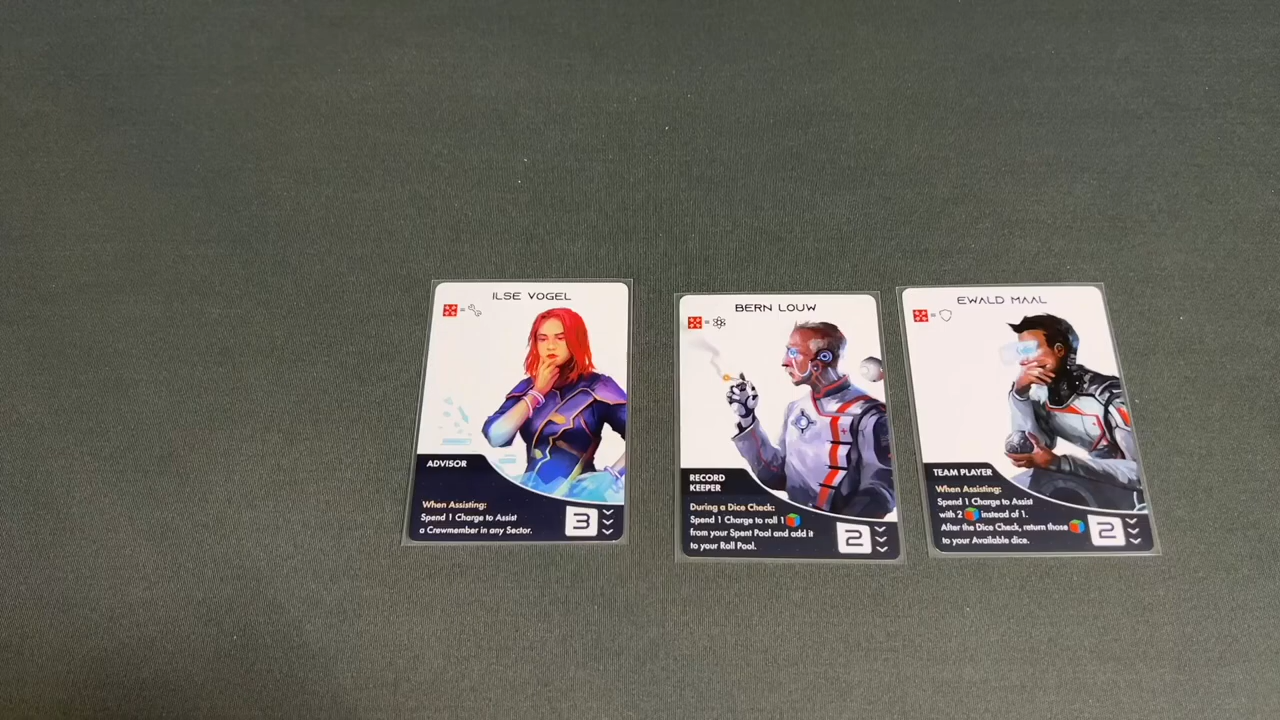 ILSE VOGEL
=
ADVISOR
When Assisting:
Spend 1 Charge to Assist
a Crewmember in any Sector.
3
BERN LOUW
=
RECORD
KEEPER
During a Dice Check:
Spend 1 Charge to roll 1
from your Spent Pool and add it
to your Roll Pool.
2
EWALD MAAL
=
TEAM PLAYER
When Assisting:
Spend 1 Charge to Assist
with 2 instead of 1.
After the Dice Check, return those
to your Available dice.
2